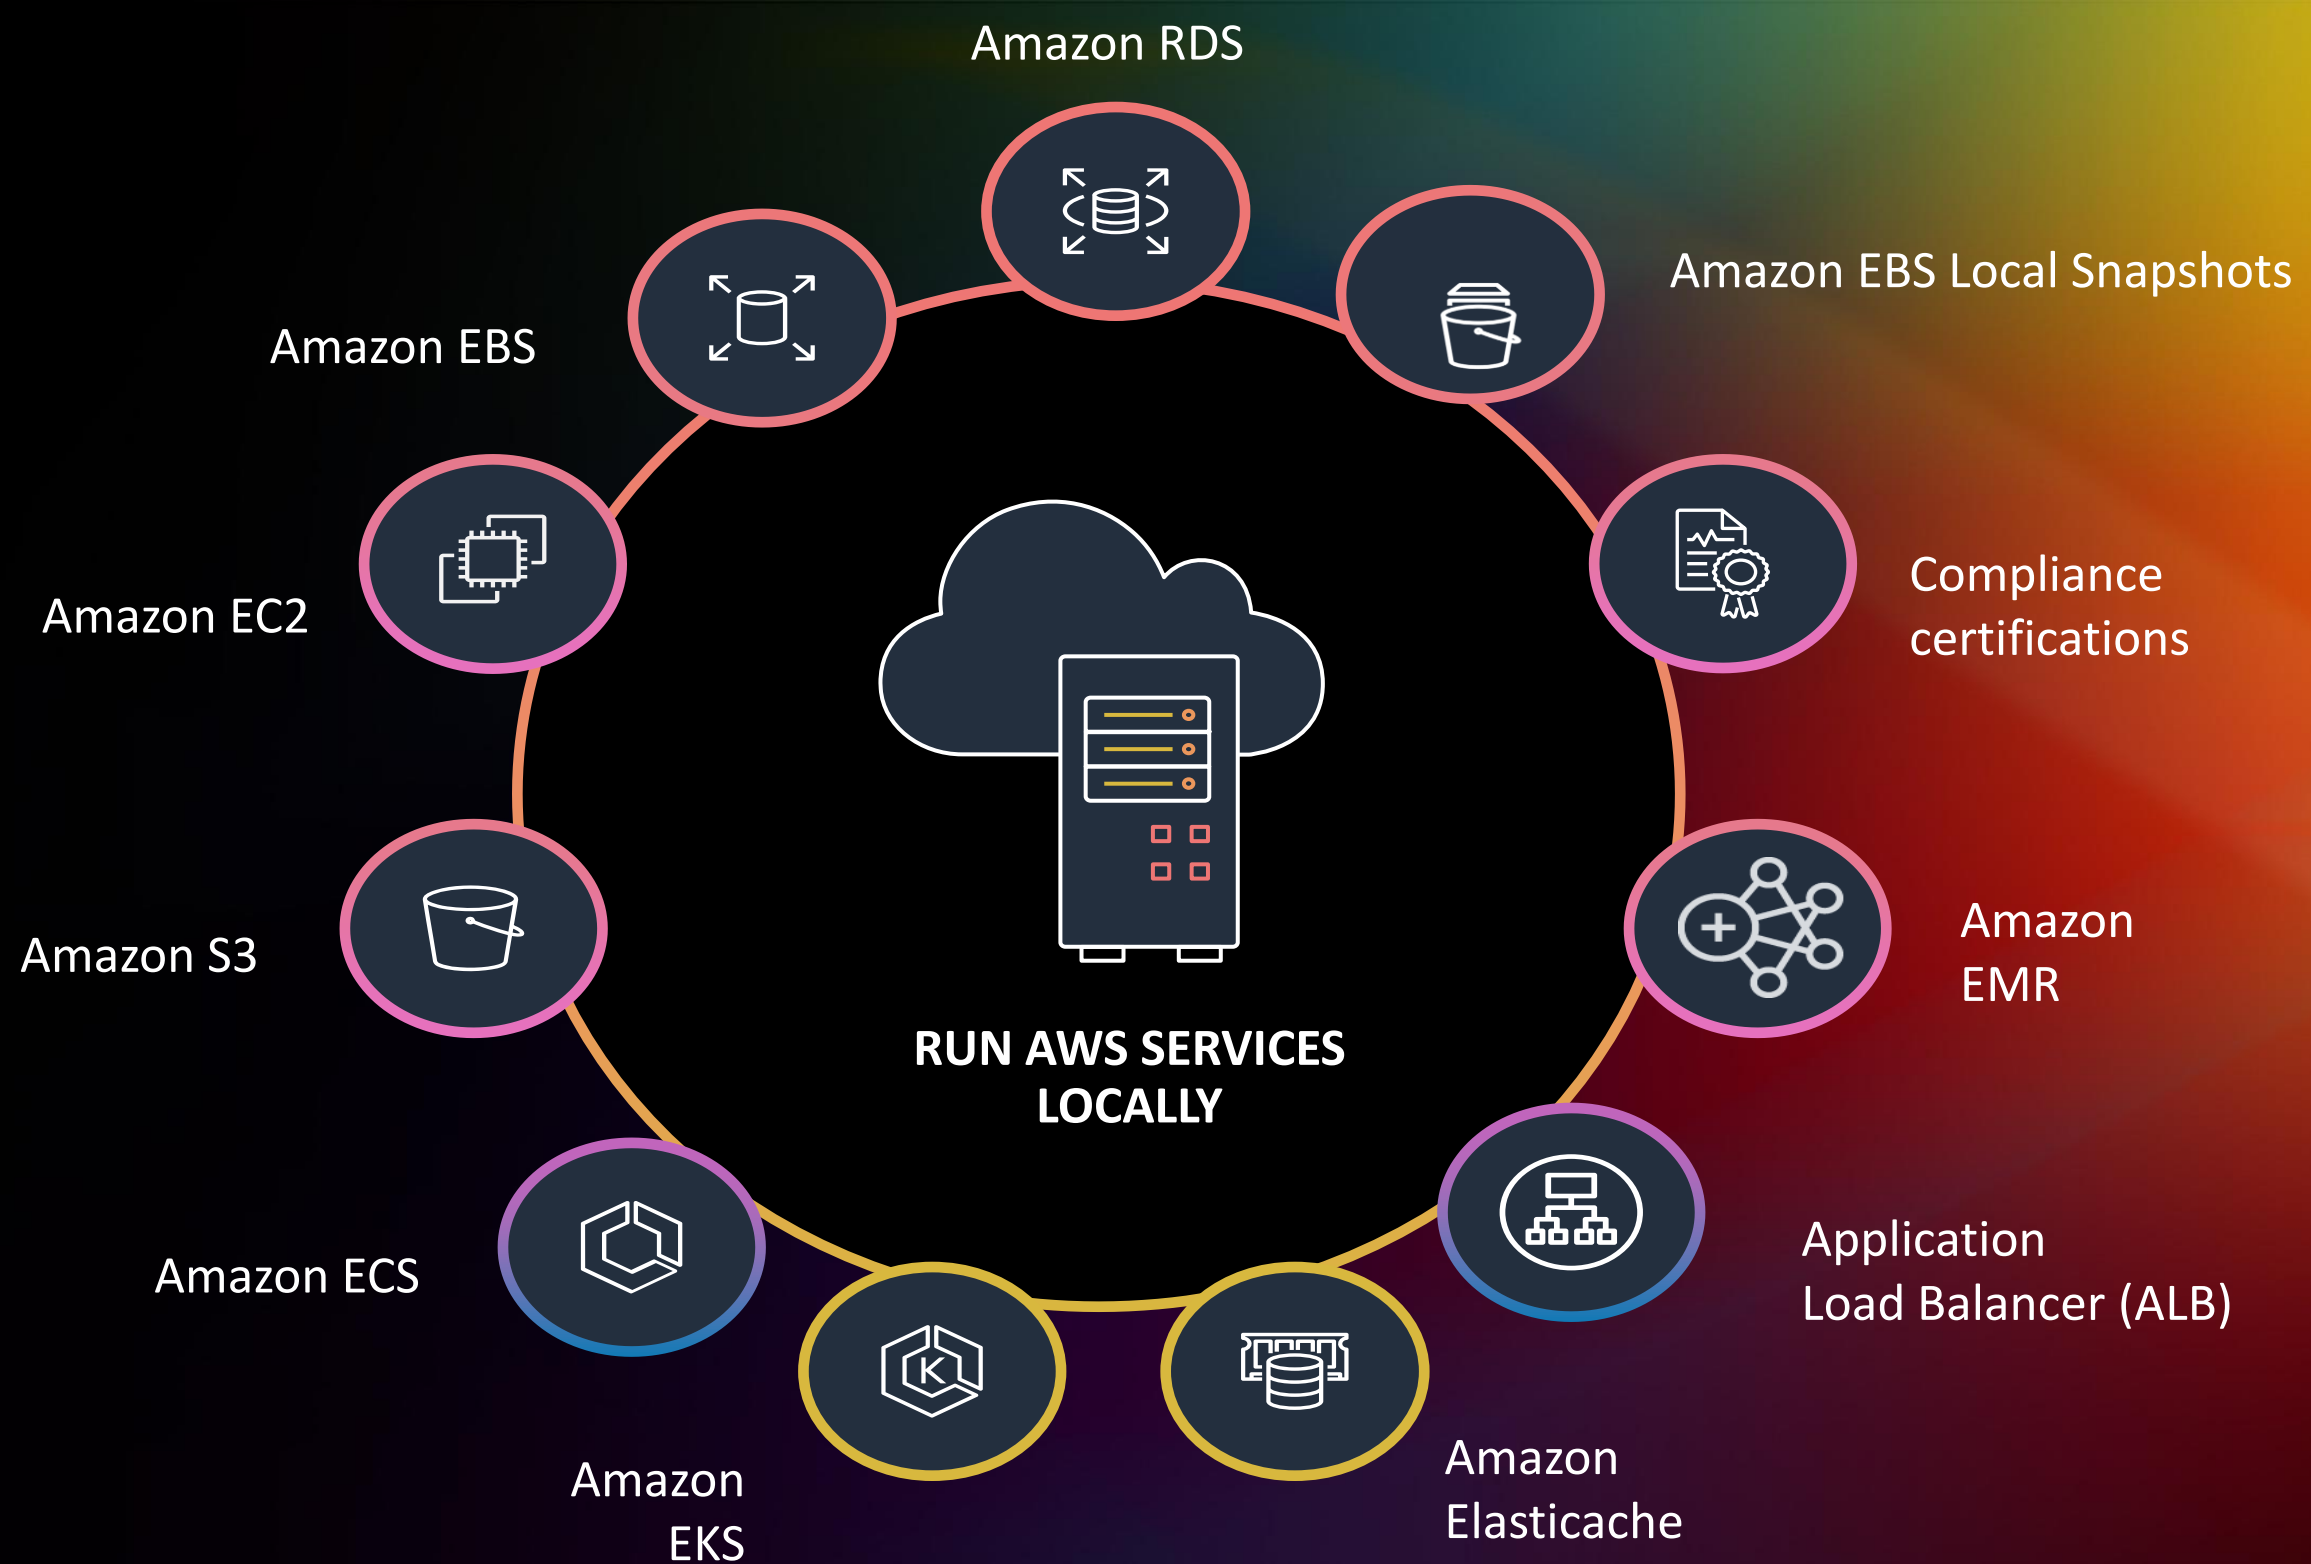 Amazon RDS
Amazon EBS Local Snapshots
Amazon EBS
Compliance
certifications
Amazon EC2
Amazon
EMR
Amazon S3
RUN AWS SERVICES
LOCALLY
Application
Load Balancer (ALB)
Amazon ECS
K
Amazon
Elasticache
Amazon
EKS